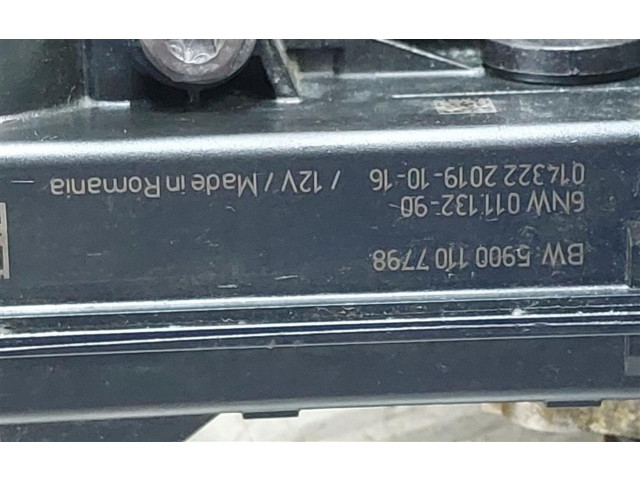 BW 5900 110 7798
6NW 011.132-90
014322 2019-10-16 / 12V / Made in Romania